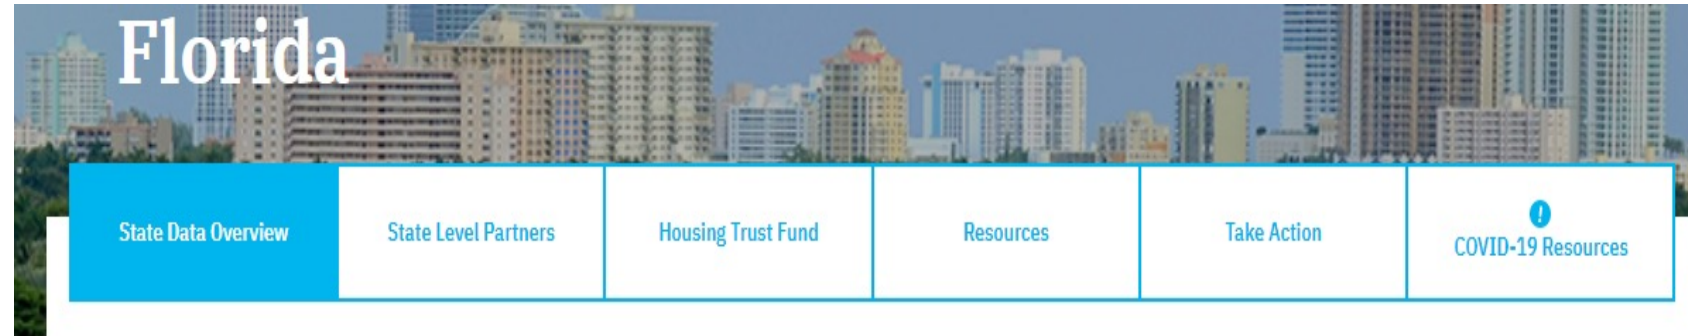 Florida
State Data Overview
State Level Partners
Housing Trust Fund
Resources
Take Action
!
COVID-19 Resources